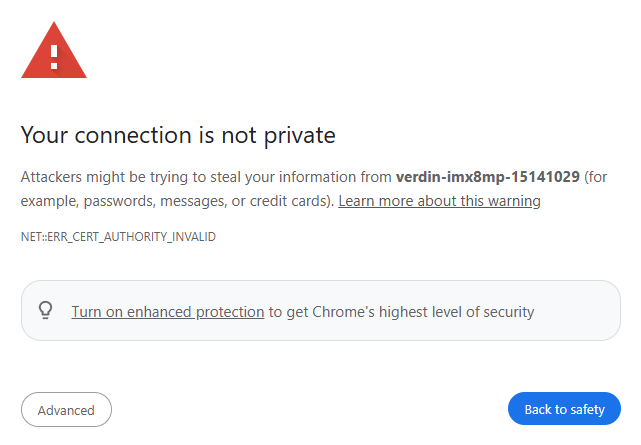 Your connection is not private
Attackers might be trying to steal your information from verdin-imx8mp-15141029 (for
example, passwords, messages, or credit cards). Learn more about this warning
NET::ERR_CERT_AUTHORITY_INVALID
Turn on enhanced protection to get Chrome's highest level of security
Advanced
Back to safety